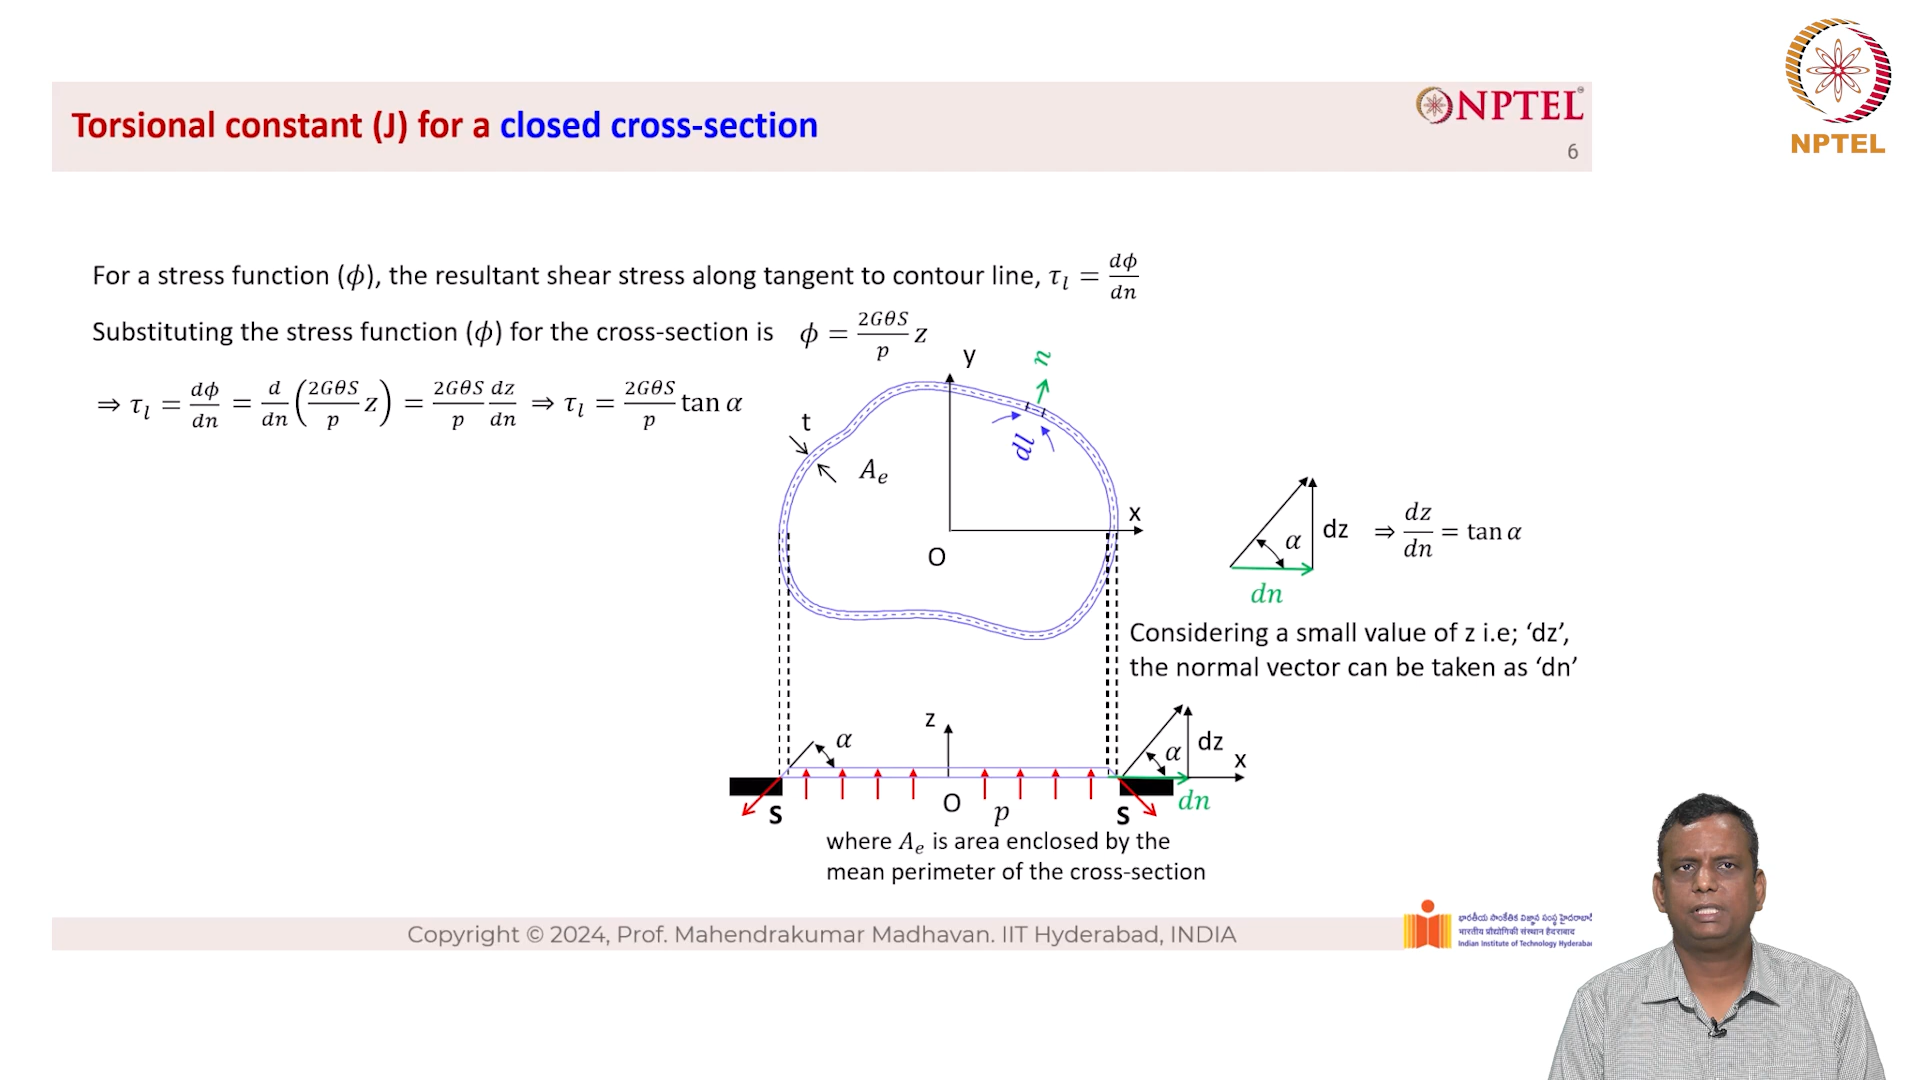 NPTEL
Torsional constant (J) for a closed cross-section
NPTEL
6
For a stress function (ϕ), the resultant shear stress along tangent to contour line, τ_l = dϕ/dn
Substituting the stress function (ϕ) for the cross-section is ϕ = (2GθS/p) z
⇒ τ_l = dϕ/dn = d/dn (2GθS/p z) = 2GθS/p dz/dn ⇒ τ_l = 2GθS/p tan α
y
n
t
dl
A_e
x
O
α
dz
⇒ dz/dn = tan α
dn
Considering a small value of z i.e; ‘dz’,
the normal vector can be taken as ‘dn’
z
α
α
dz
x
S
O
p
S
dn
where A_e is area enclosed by the
mean perimeter of the cross-section
Copyright © 2024, Prof. Mahendrakumar Madhavan. IIT Hyderabad, INDIA
భారతీయ సాంకేతిక విజ్ఞాన సంస్థ హైదరాబాద్
भारतीय प्रौद्योगिकी संस्थान हैदराबाद
Indian Institute of Technology Hyderabad